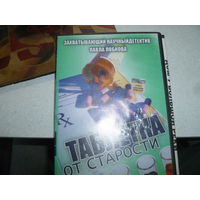 ЗАХВАТЫВАЮЩИЙ НАУЧНЫЙ ДЕТЕКТИВ
ПАВЛА ЛОБКОВА
ТАБЛЕТКА
ОТ СТАРОСТИ